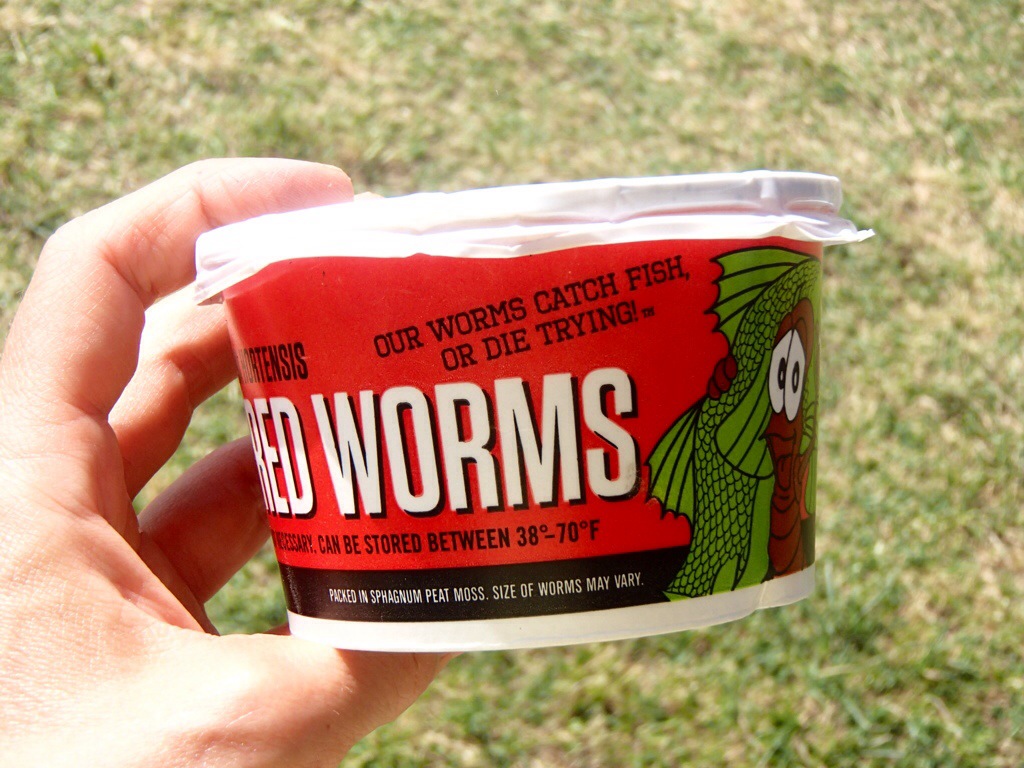 OUR WORMS CATCH FISH,
OR DIE TRYING!™
RED WORMS
CAN BE STORED BETWEEN 38°–70°F
PACKED IN SPHAGNUM PEAT MOSS. SIZE OF WORMS MAY VARY.